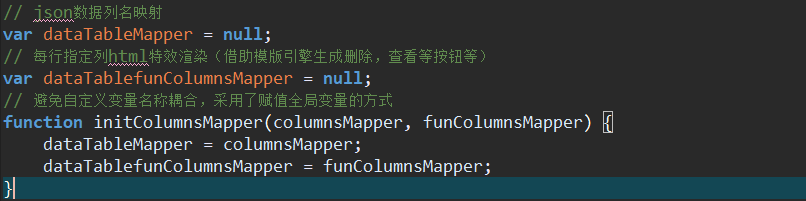 // json数据列名映射
var dataTableMapper = null;
// 每行指定列html特效渲染（借助模版引擎生成删除，查看等按钮等）
var dataTablefunColumnsMapper = null;
// 避免自定义变量名称耦合，采用了赋值全局变量的方式
function initColumnsMapper(columnsMapper, funColumnsMapper) {
    dataTableMapper = columnsMapper;
    dataTablefunColumnsMapper = funColumnsMapper;
}